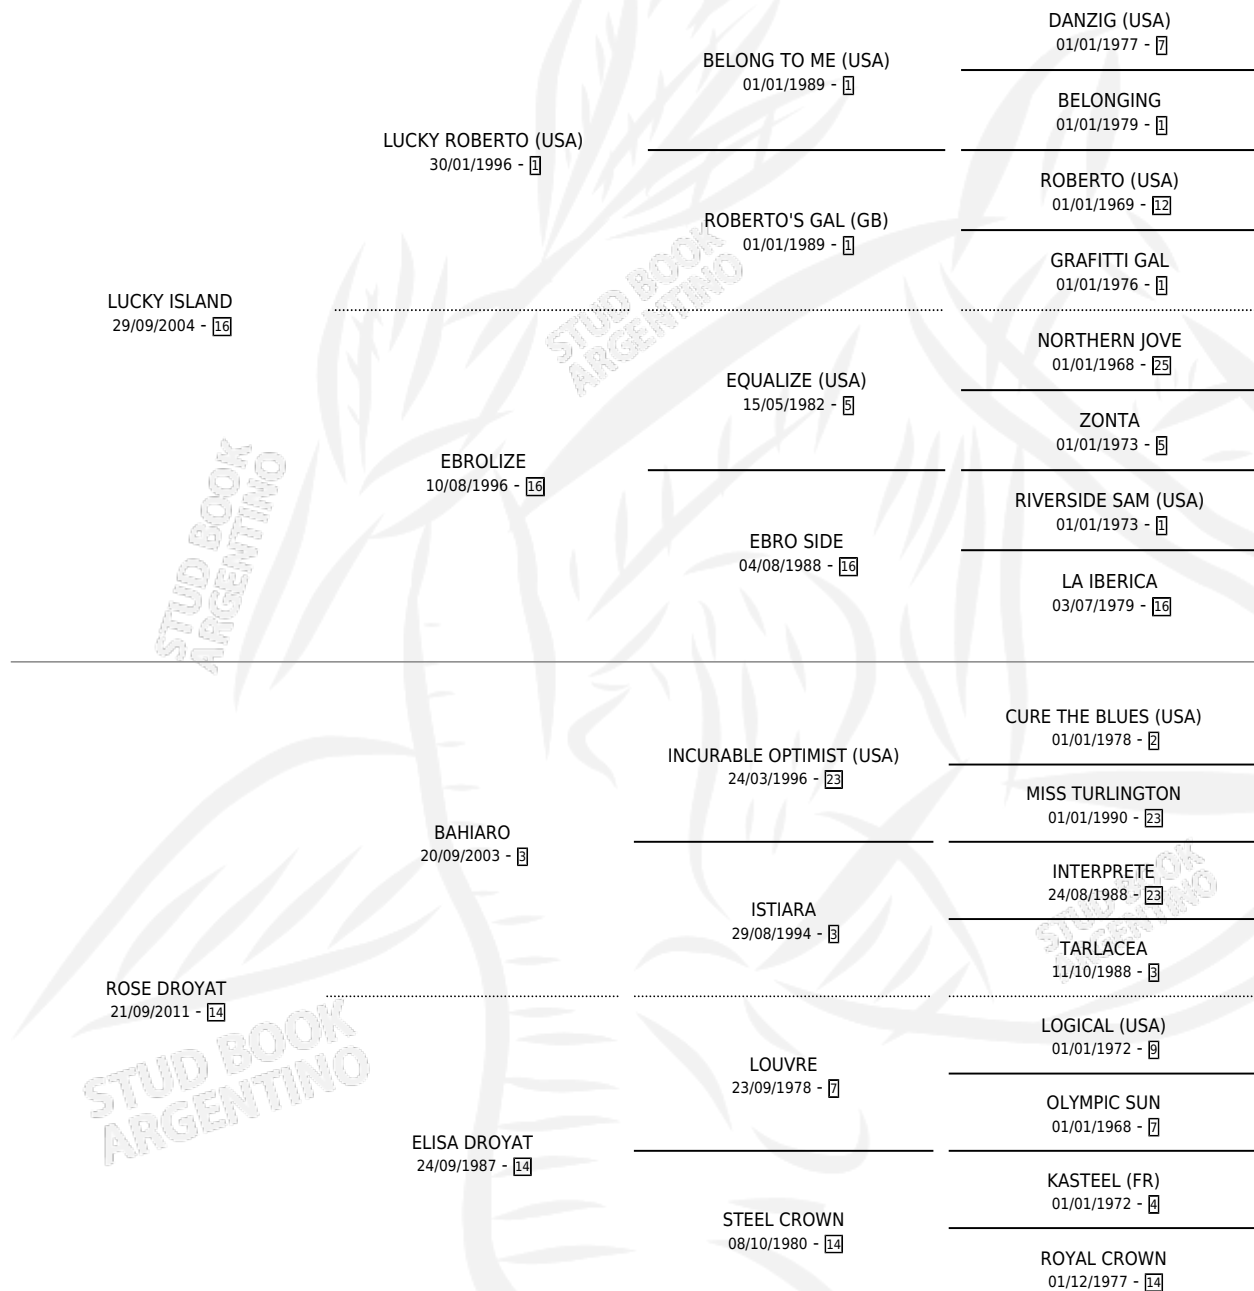 DANZIG (USA)
01/01/1977 - 7
BELONG TO ME (USA)
01/01/1989 - 1
BELONGING
01/01/1979 - 1
LUCKY ROBERTO (USA)
30/01/1996 - 1
ROBERTO (USA)
01/01/1969 - 12
ROBERTO'S GAL (GB)
01/01/1989 - 1
GRAFITTI GAL
01/01/1976 - 1
LUCKY ISLAND
29/09/2004 - 16
NORTHERN JOVE
01/01/1968 - 25
EQUALIZE (USA)
15/05/1982 - 5
ZONTA
01/01/1973 - 5
EBROLIZE
10/08/1996 - 16
RIVERSIDE SAM (USA)
01/01/1973 - 1
EBRO SIDE
04/08/1988 - 16
LA IBERICA
03/07/1979 - 16
CURE THE BLUES (USA)
01/01/1978 - 2
INCURABLE OPTIMIST (USA)
24/03/1996 - 23
MISS TURLINGTON
01/01/1990 - 23
BAHIARO
20/09/2003 - 3
INTERPRETE
24/08/1988 - 23
ISTIARA
29/08/1994 - 3
TARLACEA
11/10/1988 - 3
ROSE DROYAT
21/09/2011 - 14
LOGICAL (USA)
01/01/1972 - 9
LOUVRE
23/09/1978 - 7
OLYMPIC SUN
01/01/1968 - 7
ELISA DROYAT
24/09/1987 - 14
KASTEEL (FR)
01/01/1972 - 4
STEEL CROWN
08/10/1980 - 14
ROYAL CROWN
01/12/1977 - 14
STUD BOOK
ARGENTINO
STUD BOOK
ARGENTINO
STUD BOOK
ARGENTINO
STUD BOOK
ARGENTINO